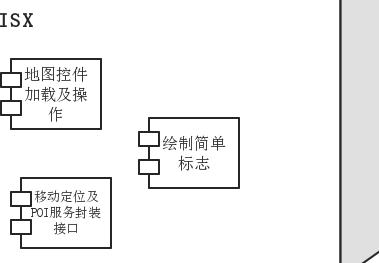 ISX
地图控件
加载及操
作
绘制简单
标志
移动定位及
POI服务封装
接口